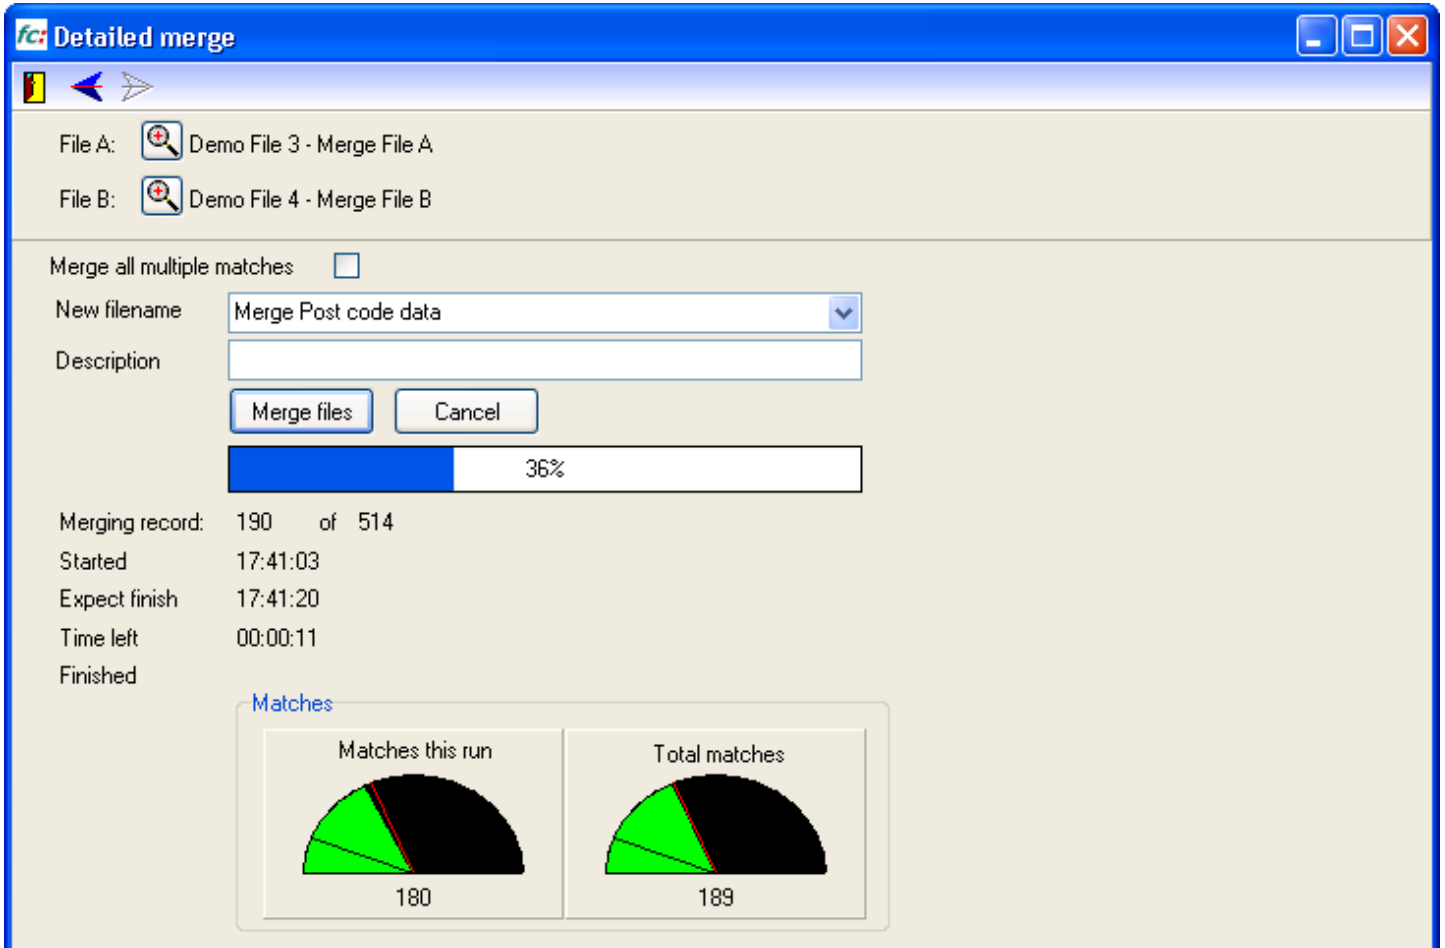 fc: Detailed merge
File A: Demo File 3 - Merge File A
File B: Demo File 4 - Merge File B
Merge all multiple matches
New filename Merge Post code data
Description
Merge files Cancel
36%
Merging record: 190 of 514
Started 17:41:03
Expect finish 17:41:20
Time left 00:00:11
Finished
Matches
Matches this run Total matches
180 189